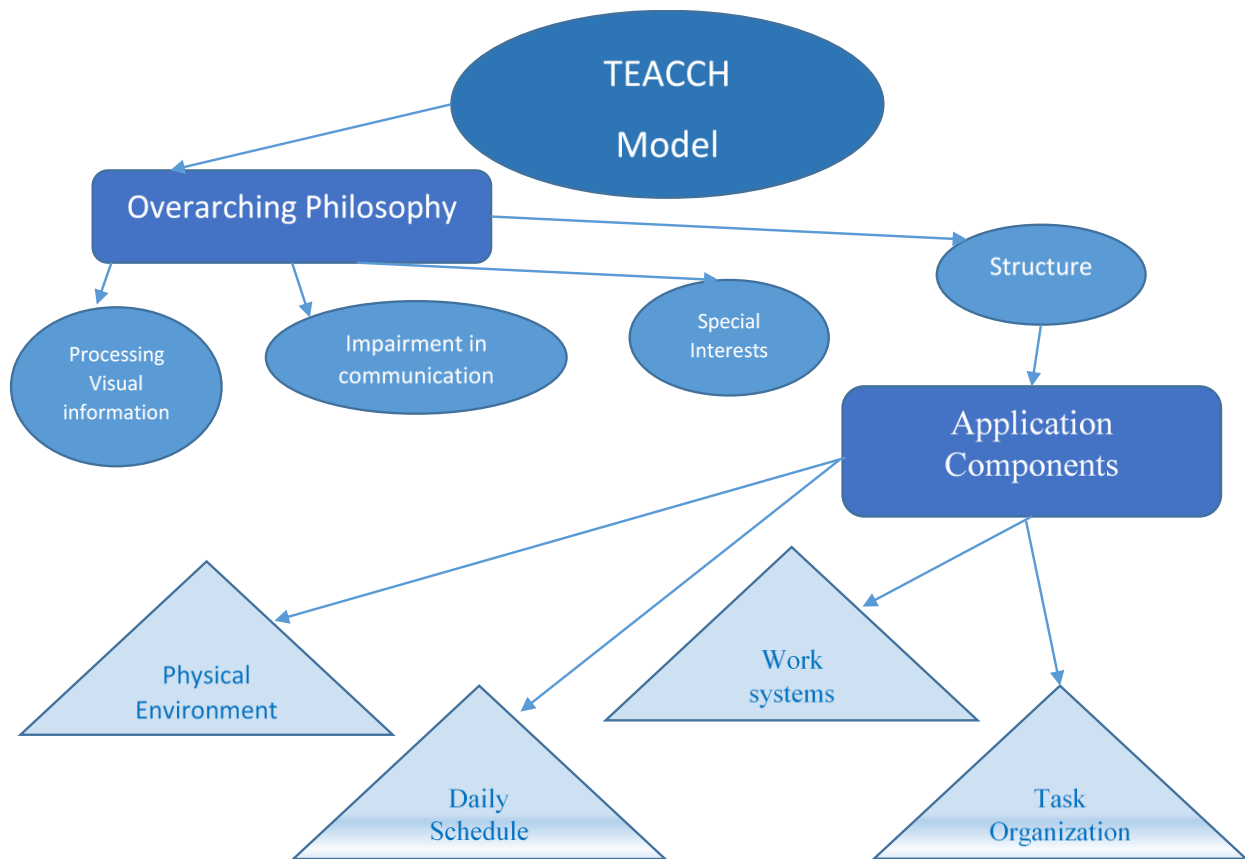 TEACCH
Model
Overarching Philosophy
Structure
Processing
Visual
information
Impairment in
communication
Special
Interests
Application
Components
Physical
Environment
Work
systems
Daily
Schedule
Task
Organization